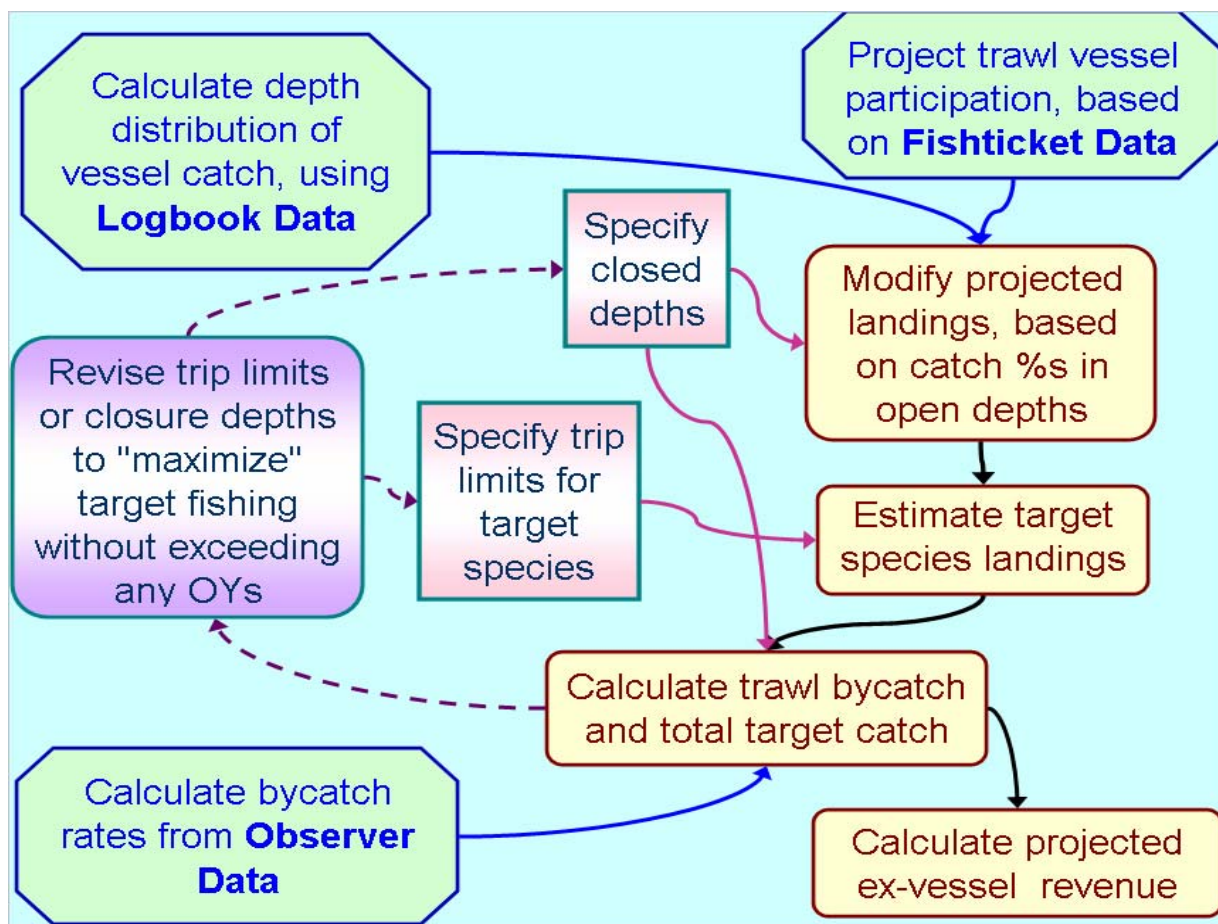 Calculate depth
distribution of
vessel catch, using
Logbook Data
Project trawl vessel
participation, based
on Fishticket Data
Specify
closed
depths
Modify projected
landings, based
on catch %s in
open depths
Revise trip limits
or closure depths
to "maximize"
target fishing
without exceeding
any OYs
Specify trip
limits for
target
species
Estimate target
species landings
Calculate trawl bycatch
and total target catch
Calculate bycatch
rates from Observer
Data
Calculate projected
ex-vessel revenue